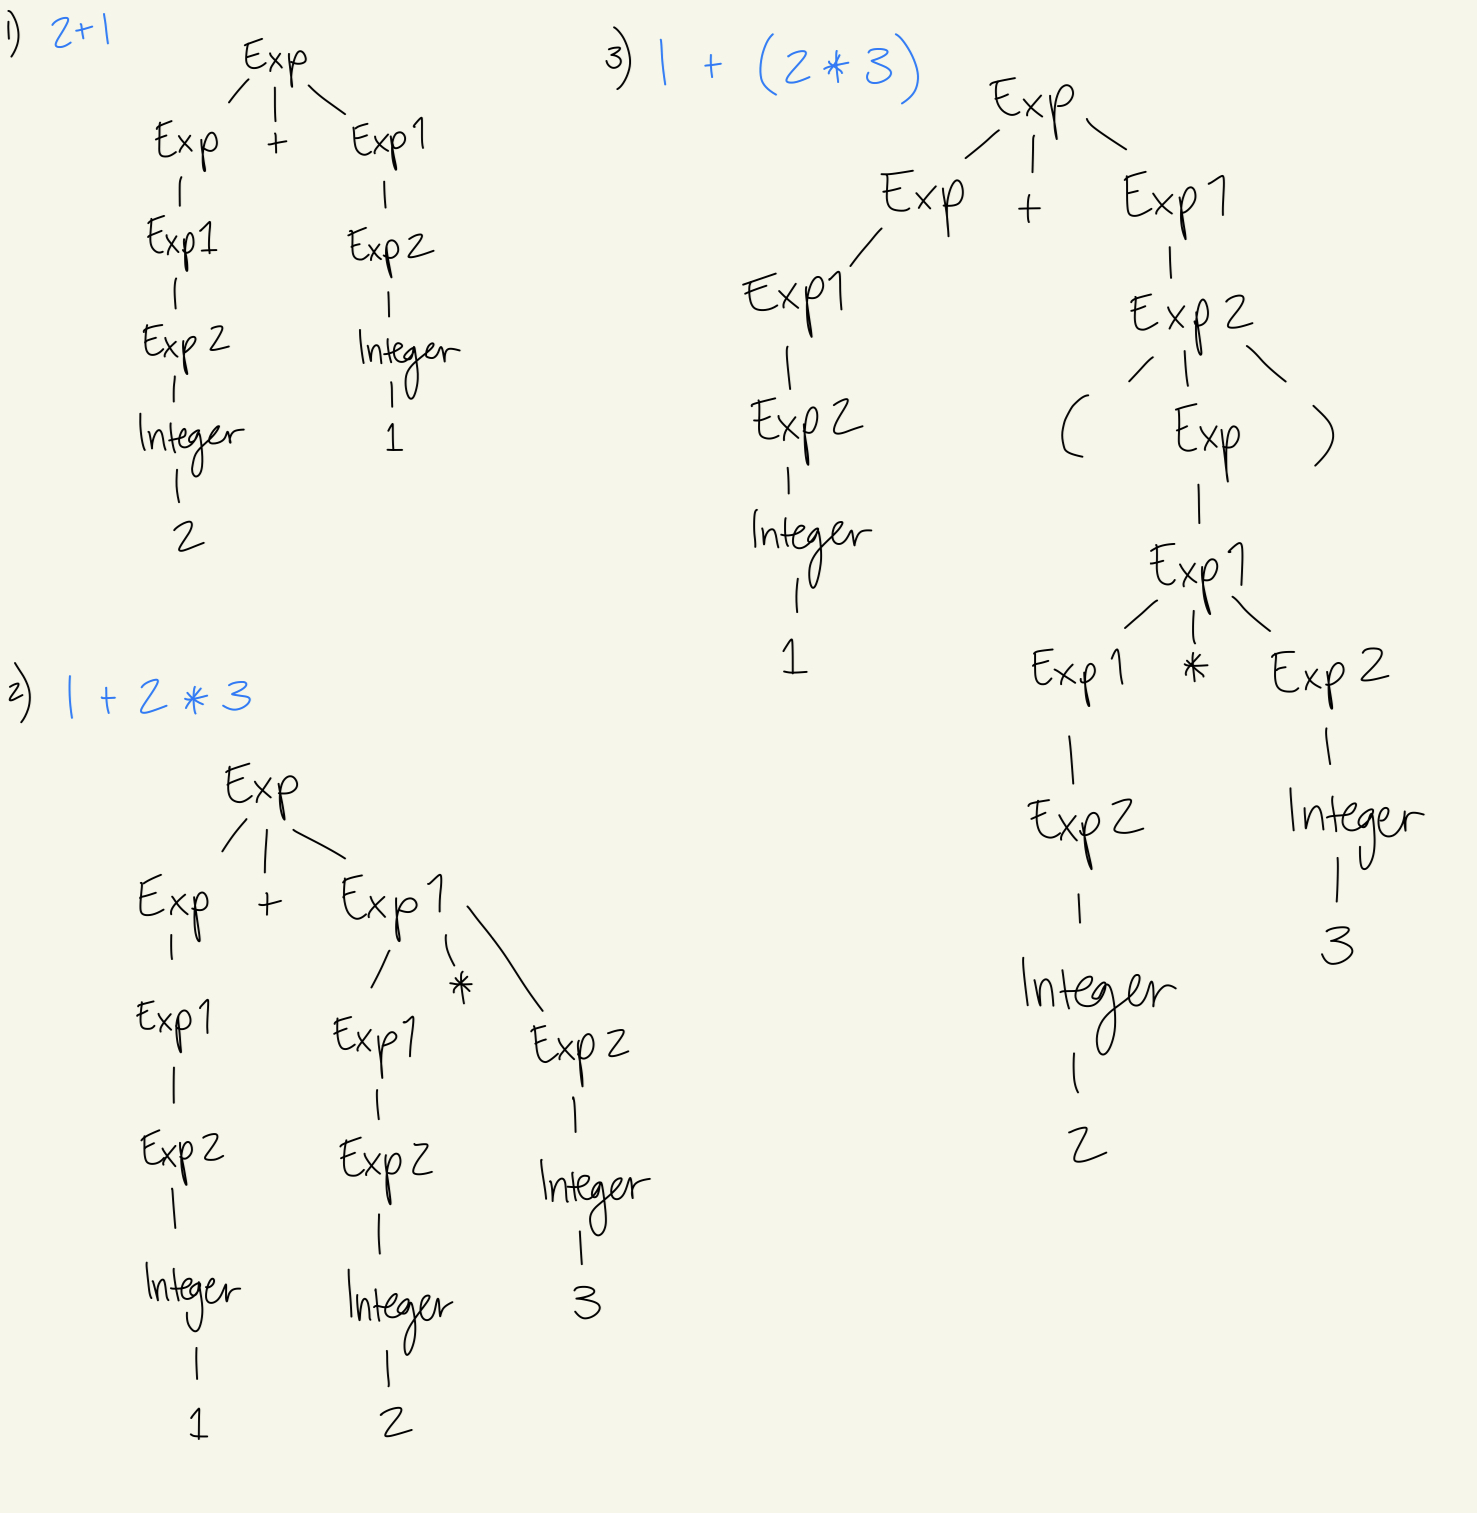 1) 2+1
Exp
Exp + Exp1
Exp1 Exp2
Exp2 Integer
Integer 1
2
2) 1 + 2 * 3
Exp
Exp + Exp1
*
Exp1 Exp1 Exp2
Exp2 Exp2 Integer
Integer Integer 3
1 2
3) 1 + (2 * 3)
Exp
Exp + Exp1
Exp1 Exp2
Exp2 ( Exp )
Integer Exp1
1 Exp1 * Exp2
Exp2 Integer
Integer 3
2